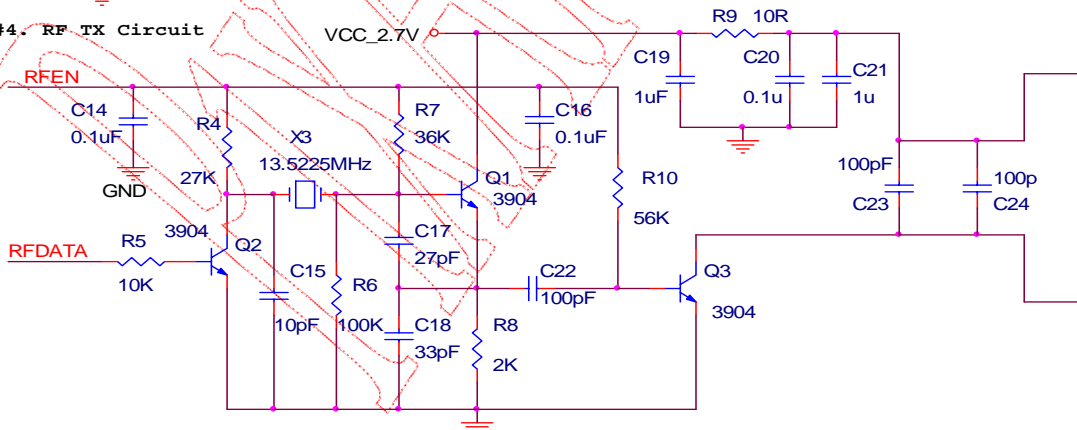 #4. RF TX Circuit
VCC_2.7V
R9 10R
C19
1uF
C20
0.1u
C21
1u
RFEN
C14
0.1uF
R4
27K
X3
13.5225MHz
R7
36K
C16
0.1uF
Q1
3904
R10
56K
100pF
C23
100p
C24
GND
3904
Q2
RFDATA
R5
10K
C15
10pF
R6
100K
C17
27pF
C18
33pF
C22
100pF
R8
2K
Q3
3904